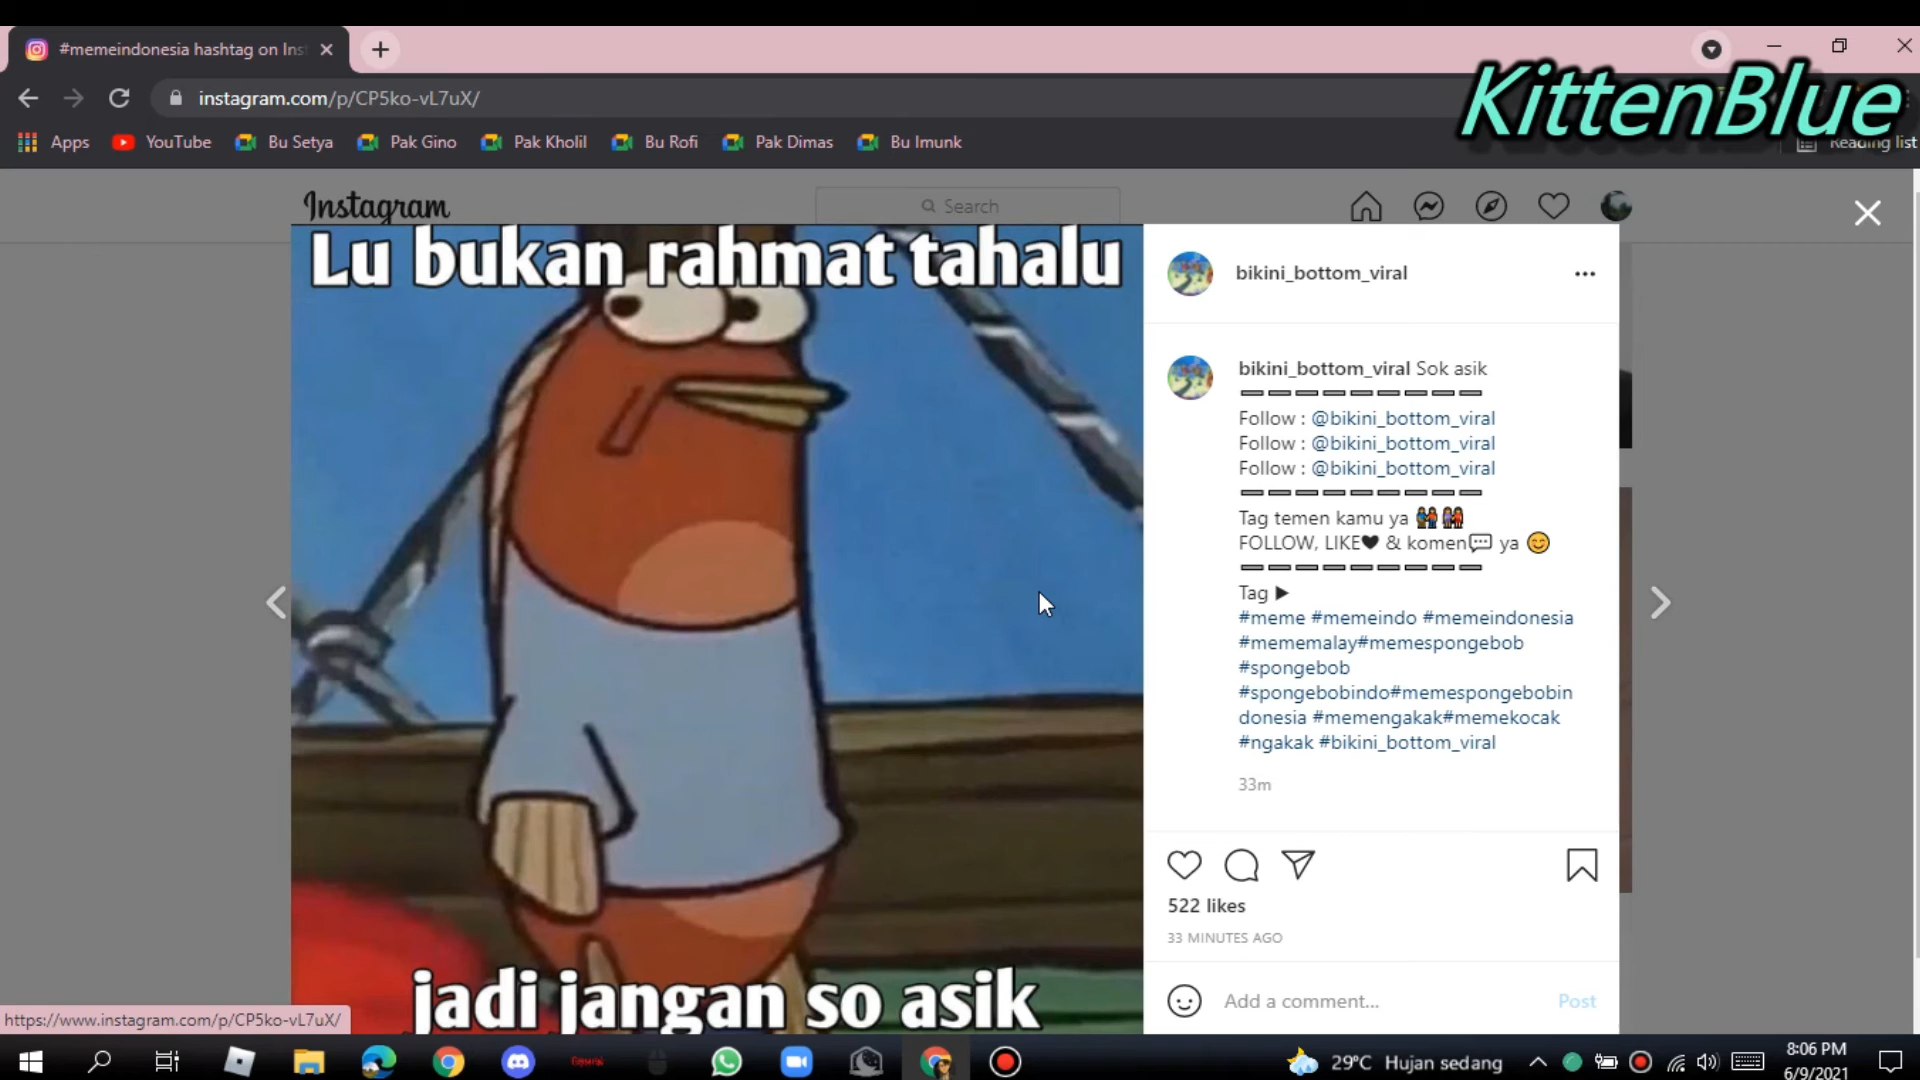 #memeindonesia hashtag on Ins
KittenBlue
instagram.com/p/CP5ko-vL7uX/
Apps
YouTube
Bu Setya
Pak Gino
Pak Kholil
Bu Rofi
Pak Dimas
Bu Imunk
Reading list
Instagram
Search
Lu bukan rahmat tahalu
jadi jangan so asik
bikini_bottom_viral
bikini_bottom_viral Sok asik
Follow : @bikini_bottom_viral
Follow : @bikini_bottom_viral
Follow : @bikini_bottom_viral
Tag temen kamu ya 👫👭
FOLLOW, LIKE🖤 & komen💬 ya 😊
Tag ▶
#meme #memeindo #memeindonesia
#mememalay#memespongebob
#spongebob
#spongebobindo#memespongebobin
donesia #memengakak#memekocak
#ngakak #bikini_bottom_viral
33m
522 likes
33 MINUTES AGO
Add a comment...
Post
https://www.instagram.com/p/CP5ko-vL7uX/
29°C Hujan sedang
8:06 PM
6/9/2021